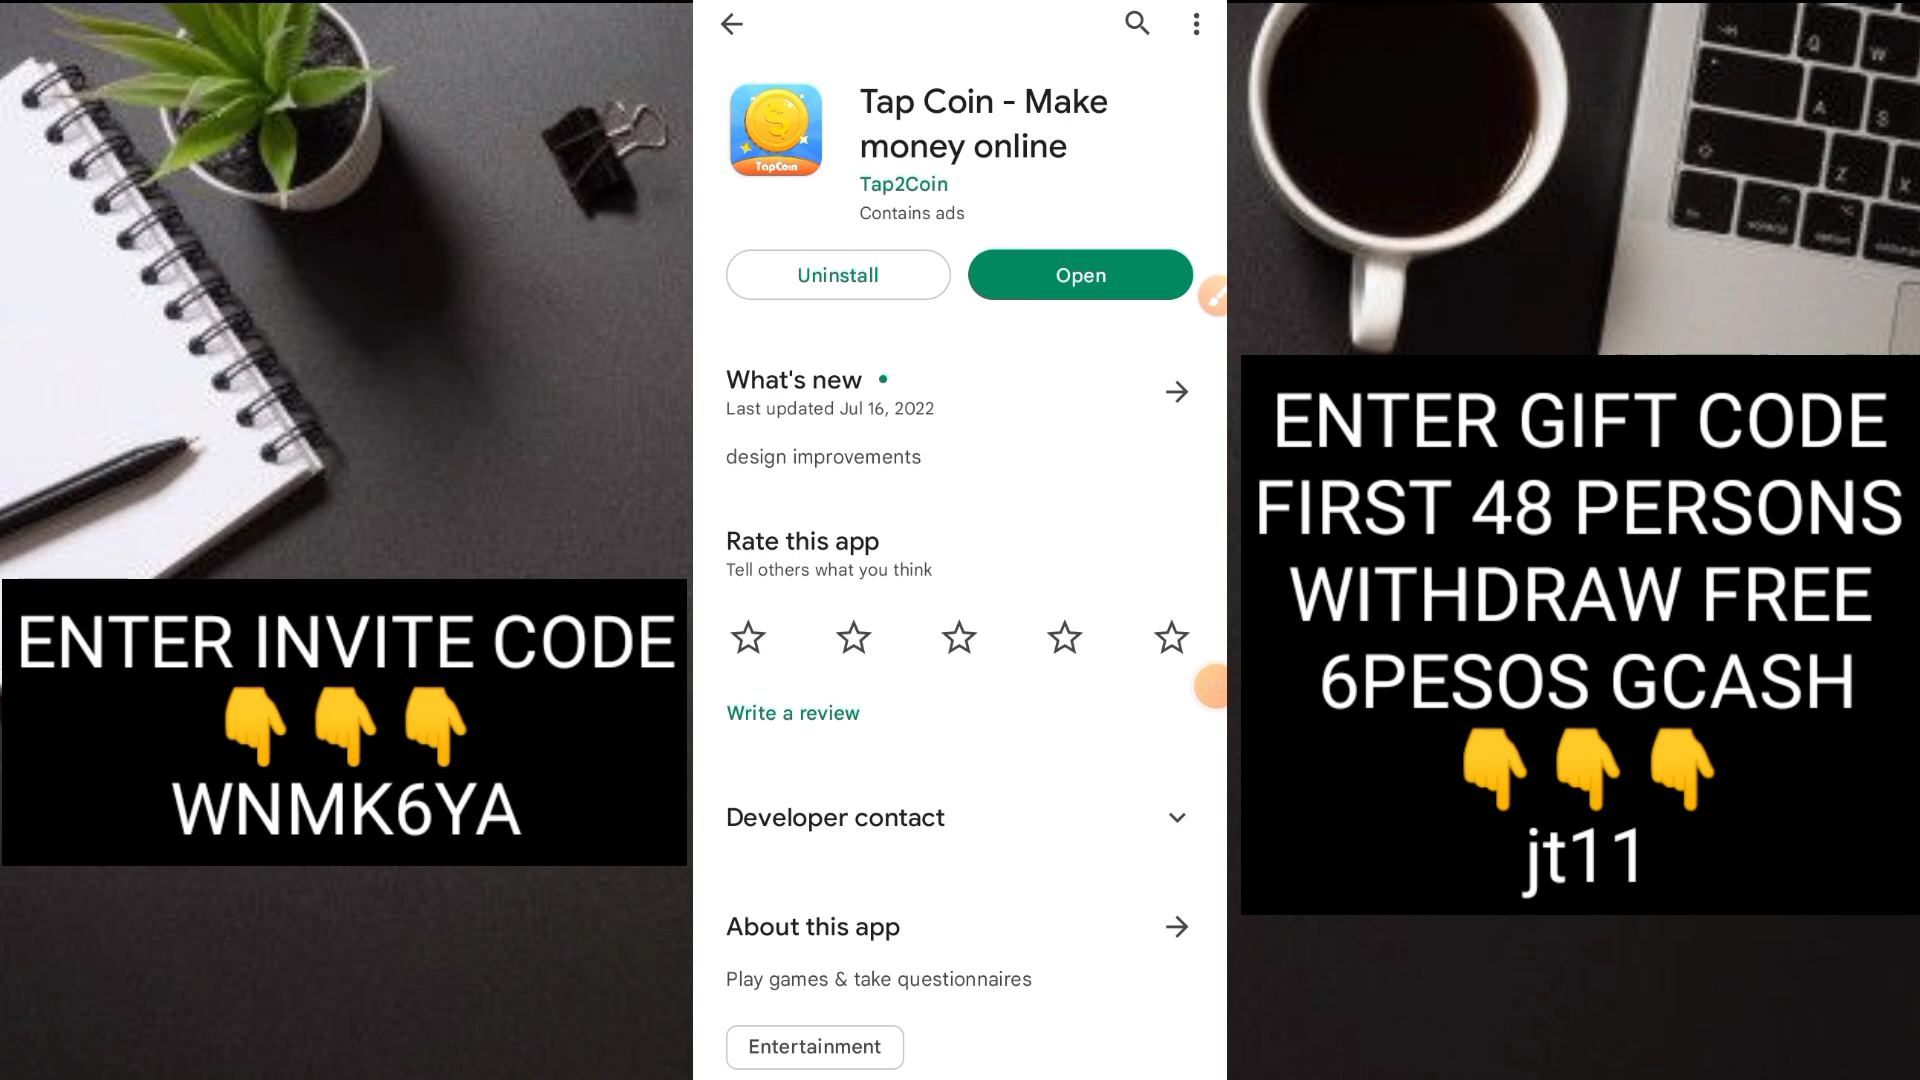 Tap Coin - Make
money online
Tap2Coin
Contains ads
TapCoin
Uninstall
Open
What's new
Last updated Jul 16, 2022
design improvements
Rate this app
Tell others what you think
Write a review
Developer contact
About this app
Play games & take questionnaires
Entertainment
ENTER INVITE CODE
👇👇👇
WNMK6YA
ENTER GIFT CODE
FIRST 48 PERSONS
WITHDRAW FREE
6PESOS GCASH
👇👇👇
jt11
Q W
A S
Z X